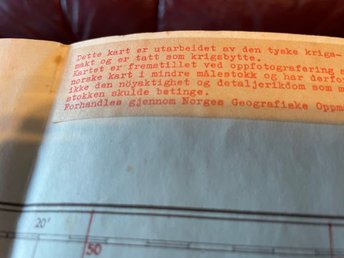 Dette kart er utarbeidet av den tyske krigs-
makt og er tatt som krigsbytte.
Kartet er fremstillet ved oppfotografering a
norske kart i mindre målestokk og har derfor
ikke den nöyaktighet og detaljerikdom som m
stokken skulde betinge.
Forhandles gjennom Norges Geografiske Oppm
20'
50